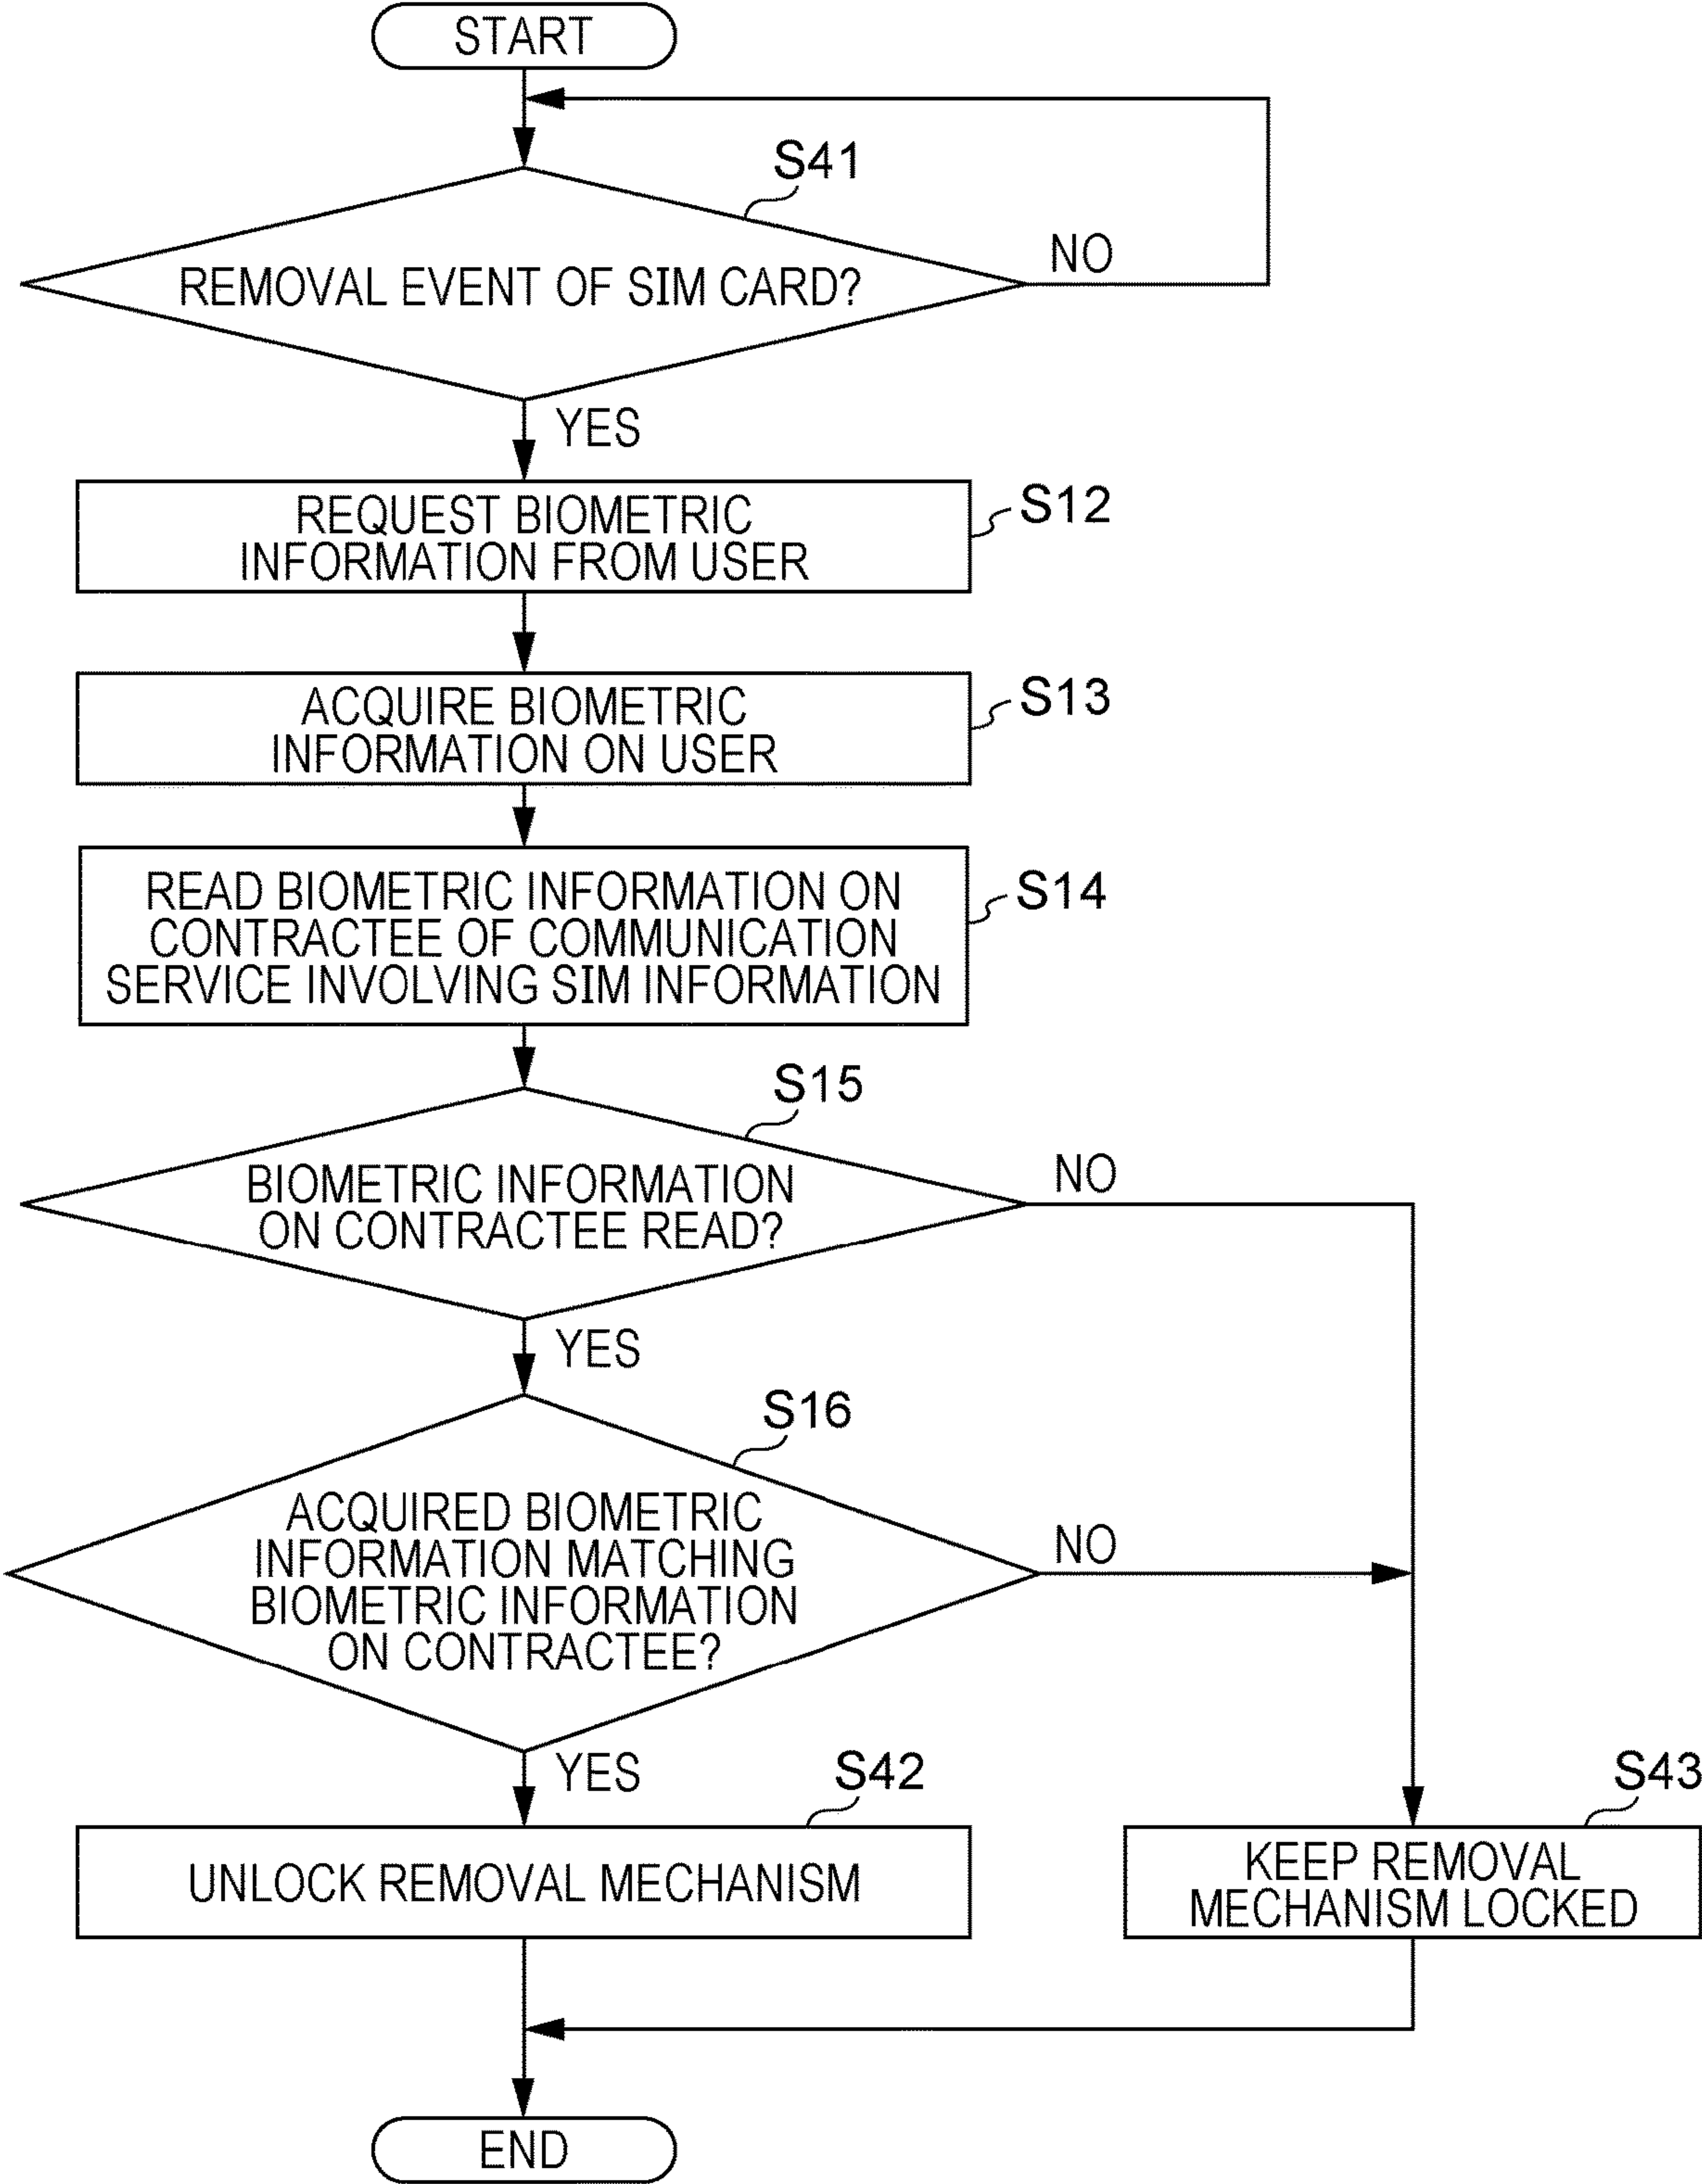 START
S41
NO
REMOVAL EVENT OF SIM CARD?
YES
REQUEST BIOMETRIC
INFORMATION FROM USER
S12
ACQUIRE BIOMETRIC
INFORMATION ON USER
S13
READ BIOMETRIC INFORMATION ON
CONTRACTEE OF COMMUNICATION
SERVICE INVOLVING SIM INFORMATION
S14
S15
BIOMETRIC INFORMATION
ON CONTRACTEE READ?
NO
YES
S16
ACQUIRED BIOMETRIC
INFORMATION MATCHING
BIOMETRIC INFORMATION
ON CONTRACTEE?
NO
YES
S42
UNLOCK REMOVAL MECHANISM
S43
KEEP REMOVAL
MECHANISM LOCKED
END